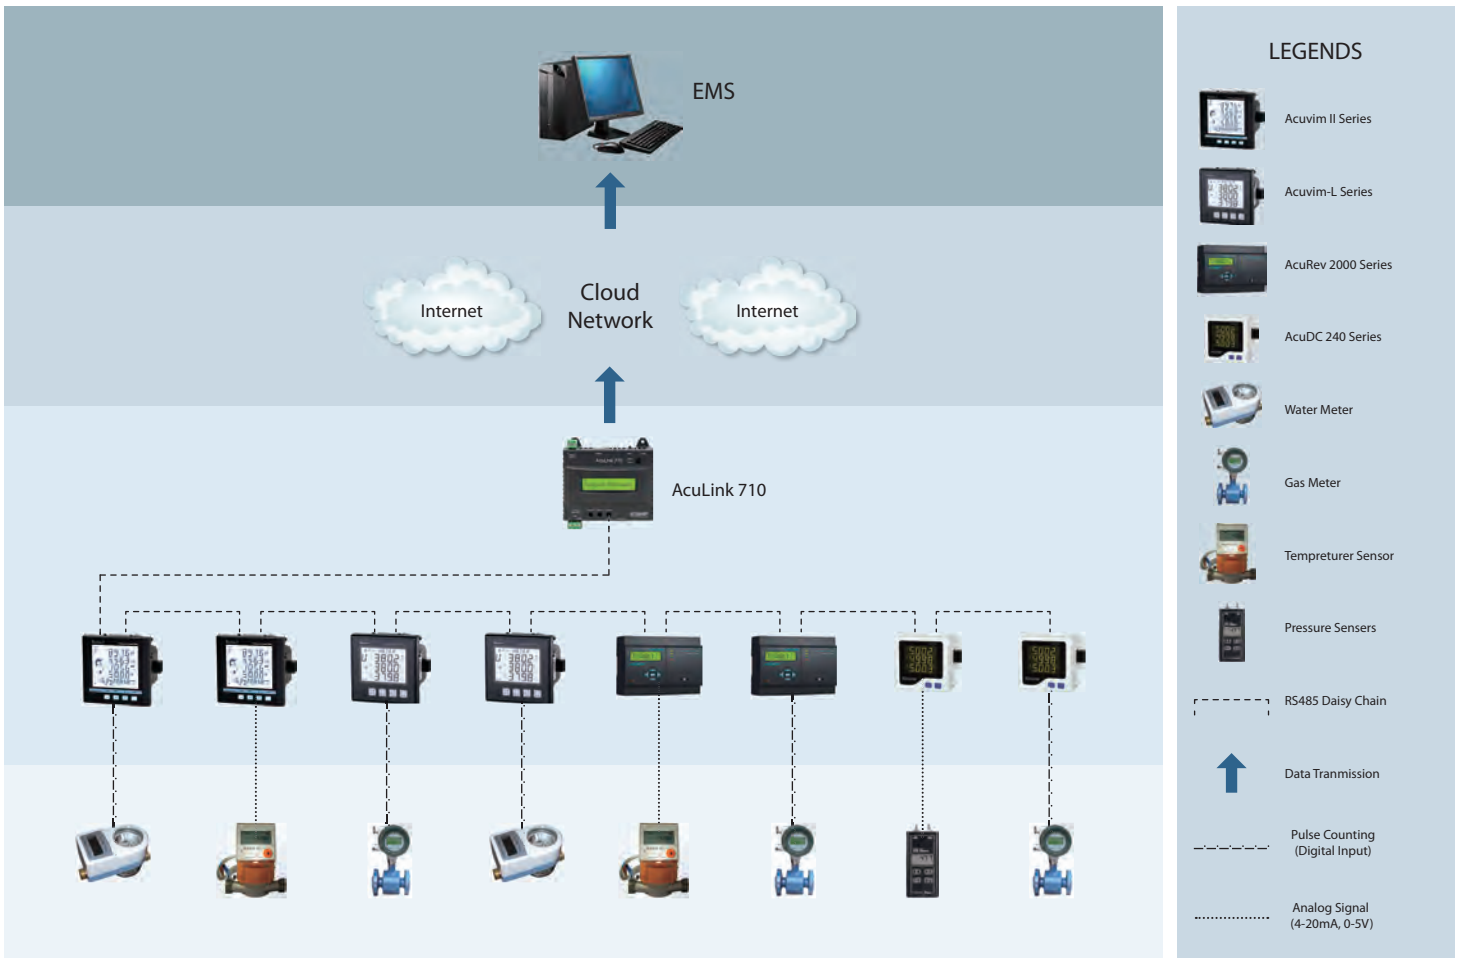 EMS
Internet
Cloud
Network
Internet
AcuLink 710
LEGENDS
Acuvim II Series
Acuvim-L Series
AcuRev 2000 Series
AcuDC 240 Series
Water Meter
Gas Meter
Tempreturer Sensor
Pressure Sensers
RS485 Daisy Chain
Data Tranmission
Pulse Counting
(Digital Input)
Analog Signal
(4-20mA, 0-5V)